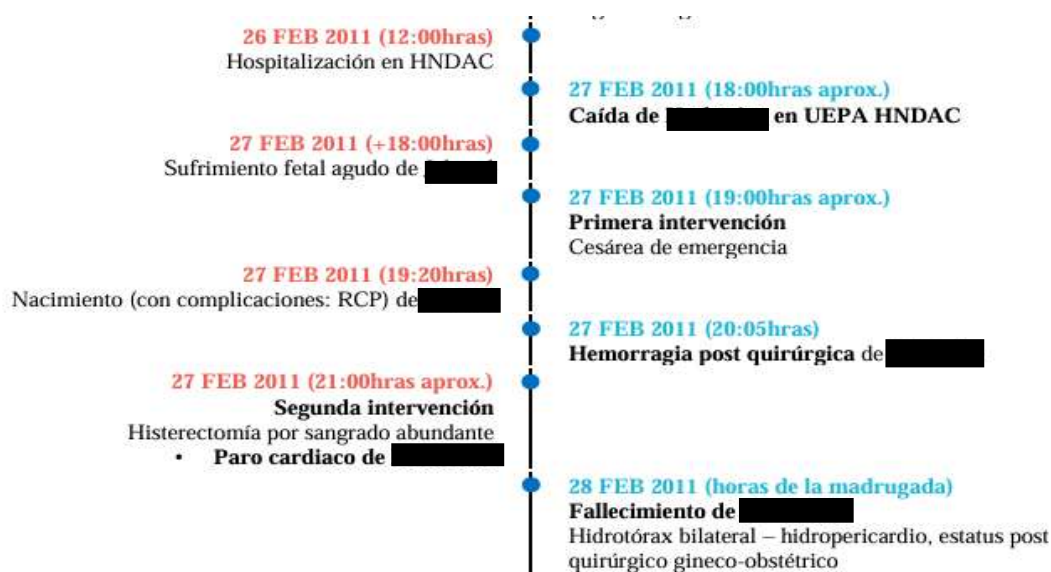 26 FEB 2011 (12:00hras)
Hospitalización en HNDAC
27 FEB 2011 (18:00hras aprox.)
Caída de en UEPA HNDAC
27 FEB 2011 (+18:00hras)
Sufrimiento fetal agudo de
27 FEB 2011 (19:00hras aprox.)
Primera intervención
Cesárea de emergencia
27 FEB 2011 (19:20hras)
Nacimiento (con complicaciones: RCP) de
27 FEB 2011 (20:05hras)
Hemorragia post quirúrgica de
27 FEB 2011 (21:00hras aprox.)
Segunda intervención
Histerectomía por sangrado abundante
• Paro cardiaco de
28 FEB 2011 (horas de la madrugada)
Fallecimiento de
Hidrotórax bilateral – hidropericardio, estatus post
quirúrgico gineco-obstétrico